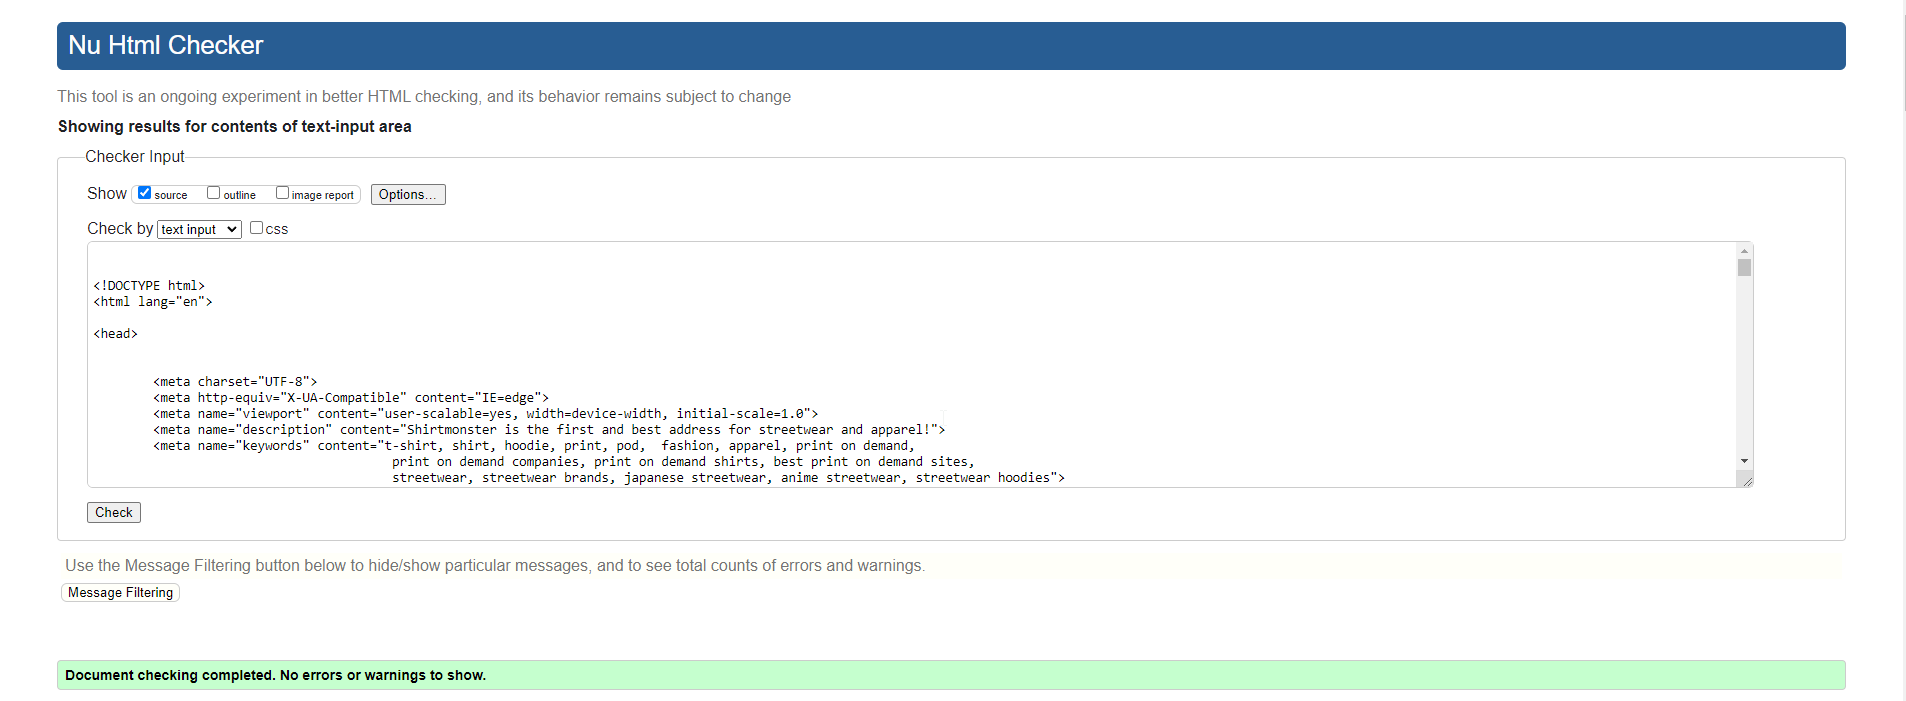 Nu Html Checker
This tool is an ongoing experiment in better HTML checking, and its behavior remains subject to change
Showing results for contents of text-input area
Checker Input
Show source outline image report Options...
Check by text input css
<!DOCTYPE html>
<html lang="en">
<head>
<meta charset="UTF-8">
<meta http-equiv="X-UA-Compatible" content="IE=edge">
<meta name="viewport" content="user-scalable=yes, width=device-width, initial-scale=1.0">
<meta name="description" content="Shirtmonster is the first and best address for streetwear and apparel!">
<meta name="keywords" content="t-shirt, shirt, hoodie, print, pod,  fashion, apparel, print on demand,
print on demand companies, print on demand shirts, best print on demand sites,
streetwear, streetwear brands, japanese streetwear, anime streetwear, streetwear hoodies">
Check
Use the Message Filtering button below to hide/show particular messages, and to see total counts of errors and warnings.
Message Filtering
Document checking completed. No errors or warnings to show.